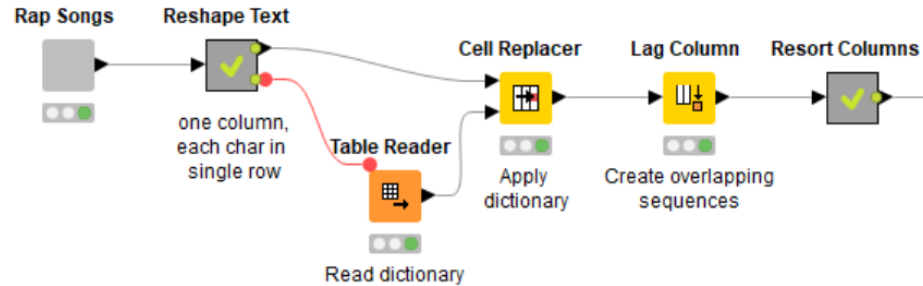 Rap Songs
Reshape Text
one column,
each char in
single row
Table Reader
Read dictionary
Cell Replacer
Apply
dictionary
Lag Column
Create overlapping
sequences
Resort Columns